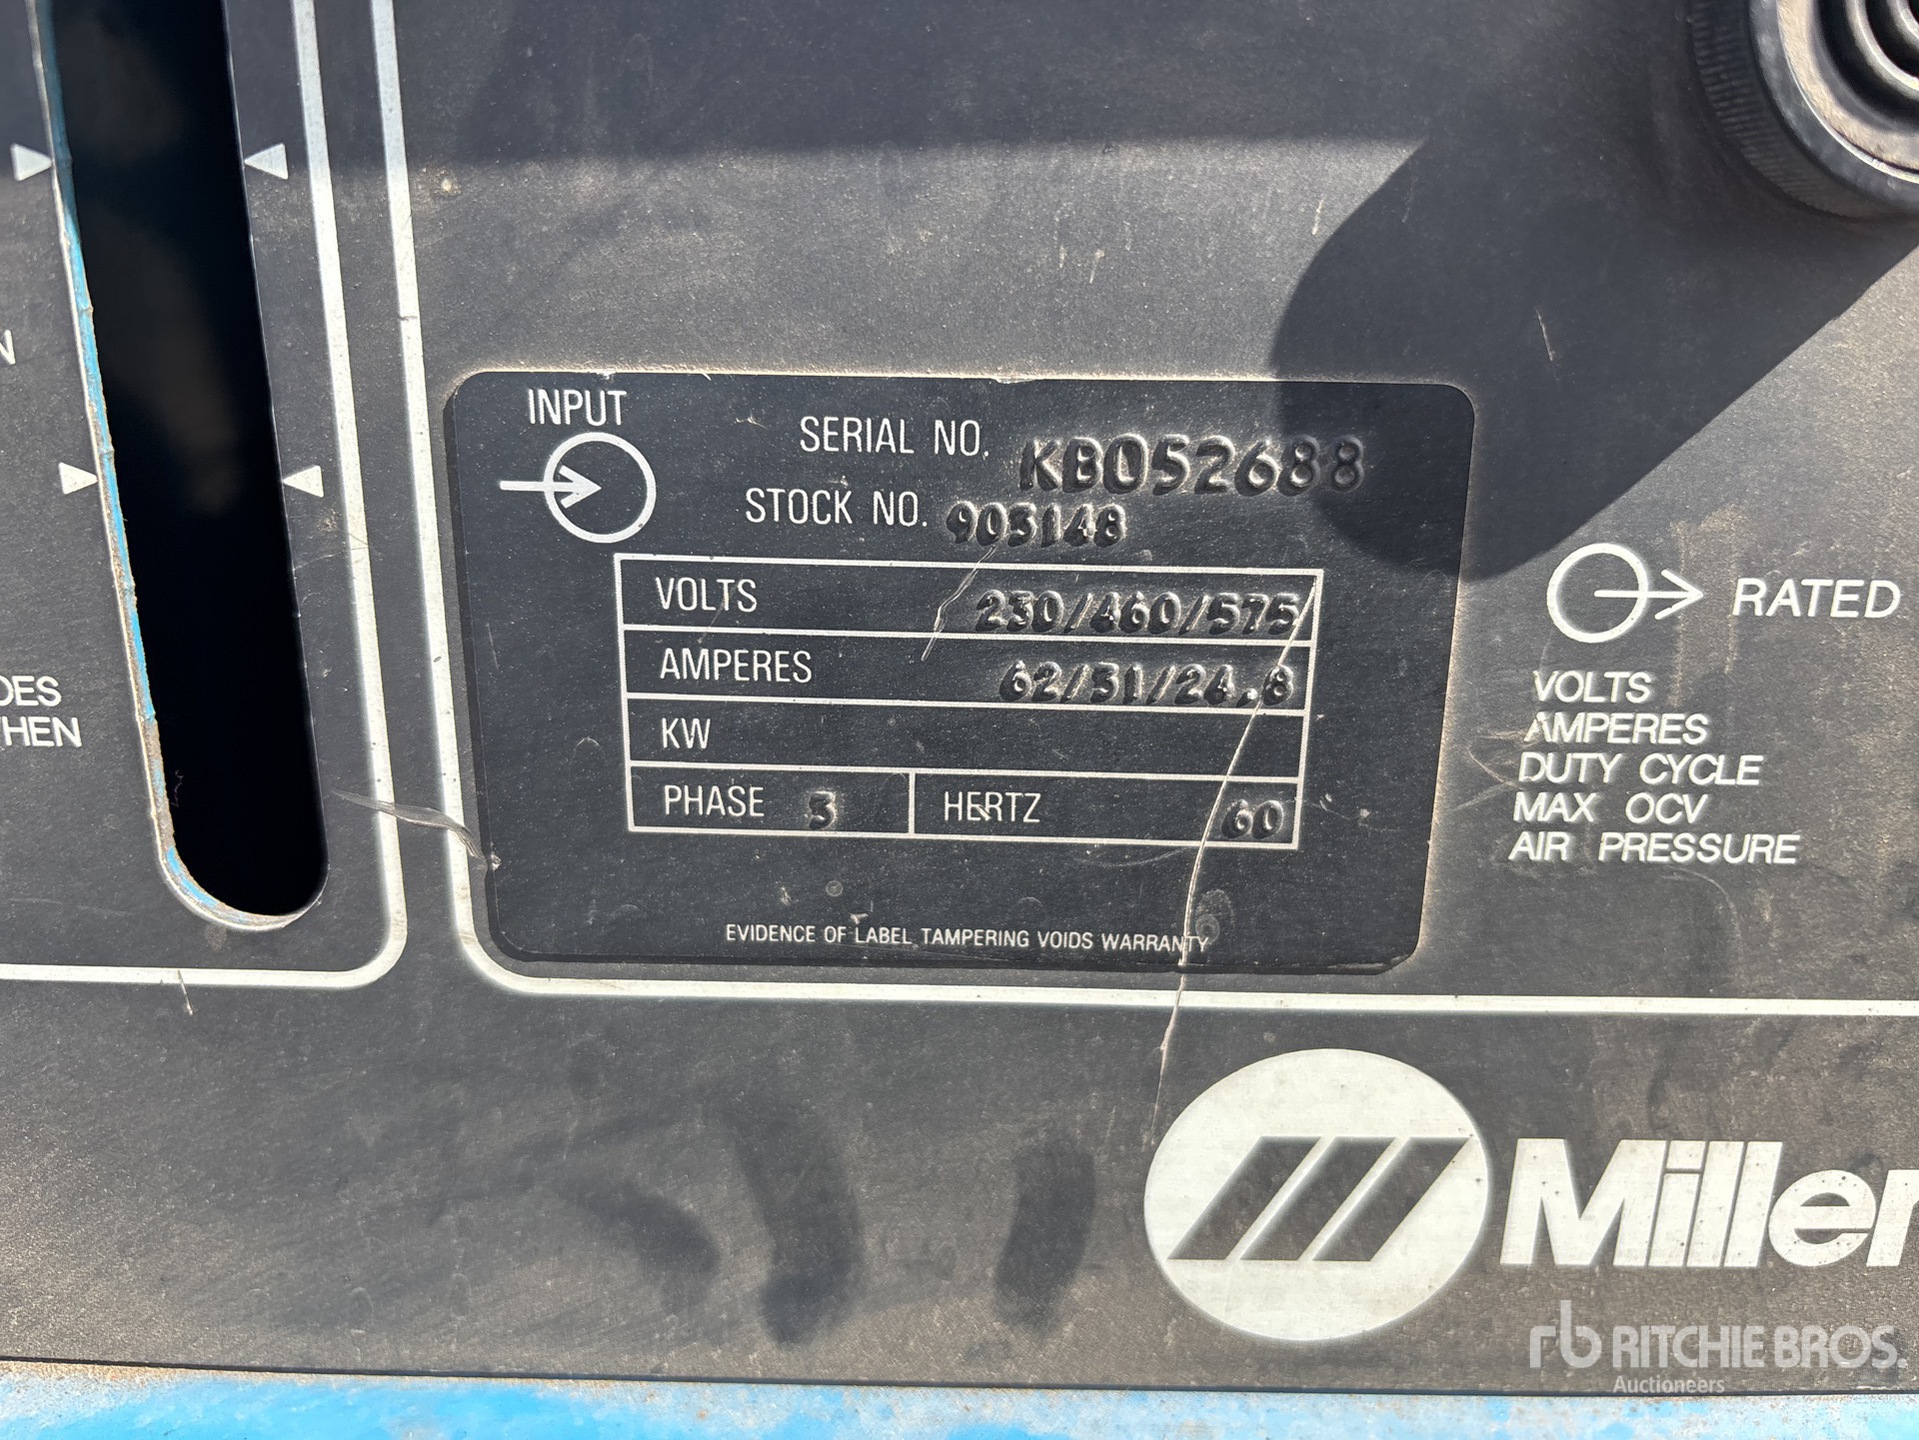 N
INPUT
SERIAL NO. KB052688
STOCK NO. 903148
VOLTS 230/460/575
AMPERES 62/31/24.8
KW
PHASE 3 HERTZ 60
EVIDENCE OF LABEL TAMPERING VOIDS WARRANTY
DES
HEN
RATED
VOLTS
AMPERES
DUTY CYCLE
MAX OCV
AIR PRESSURE
Miller
rb RITCHIE BROS.
Auctioneers